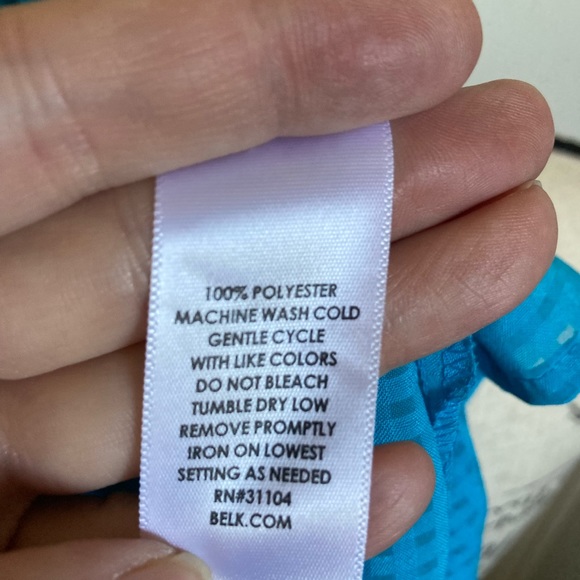 100% POLYESTER
MACHINE WASH COLD
GENTLE CYCLE
WITH LIKE COLORS
DO NOT BLEACH
TUMBLE DRY LOW
REMOVE PROMPTLY
IRON ON LOWEST
SETTING AS NEEDED
RN#31104
BELK.COM